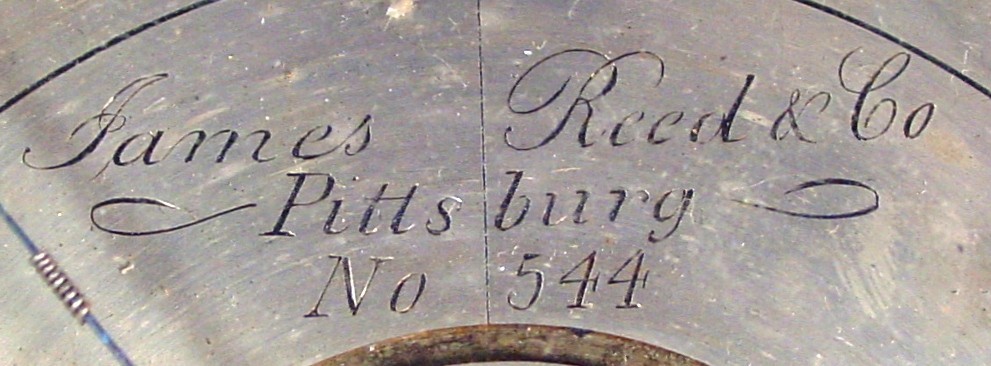 James Reed & Co
Pittsburg
No 544